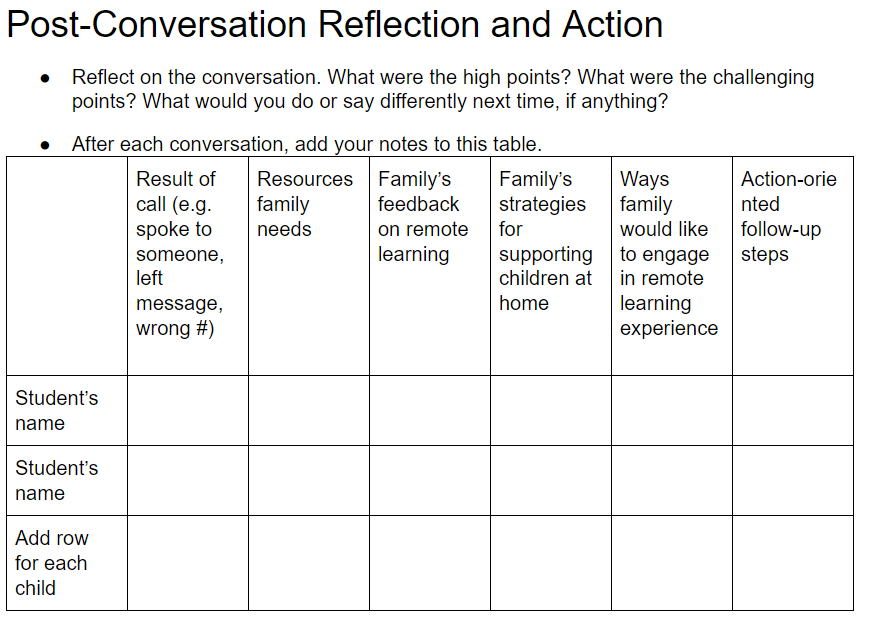 Post-Conversation Reflection and Action
● Reflect on the conversation. What were the high points? What were the challenging
points? What would you do or say differently next time, if anything?
● After each conversation, add your notes to this table.
Result of
call (e.g.
spoke to
someone,
left
message,
wrong #)
Resources
family
needs
Family’s
feedback
on remote
learning
Family’s
strategies
for
supporting
children at
home
Ways
family
would like
to engage
in remote
learning
experience
Action-orie
nted
follow-up
steps
Student’s
name
Student’s
name
Add row
for each
child